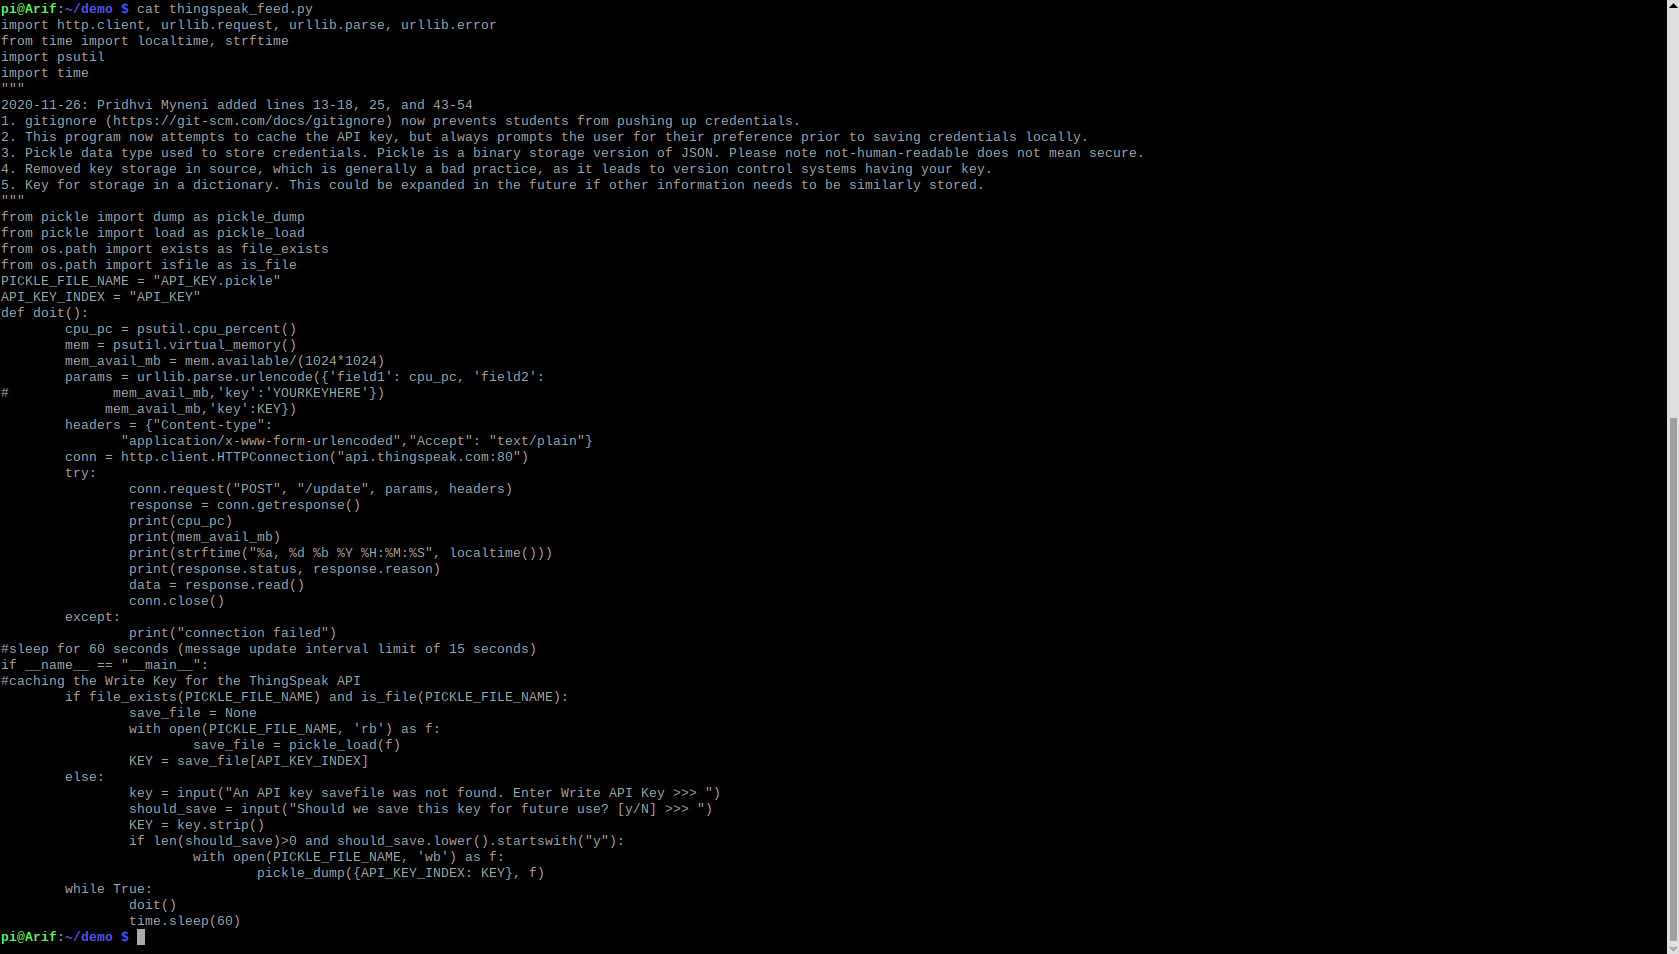 pi@Arif:~/demo $ cat thingspeak_feed.py
import http.client, urllib.request, urllib.parse, urllib.error
from time import localtime, strftime
import psutil
import time
"""
2020-11-26: Pridhvi Myneni added lines 13-18, 25, and 43-54
1. gitignore (https://git-scm.com/docs/gitignore) now prevents students from pushing up credentials.
2. This program now attempts to cache the API key, but always prompts the user for their preference prior to saving credentials locally.
3. Pickle data type used to store credentials. Pickle is a binary storage version of JSON. Please note not-human-readable does not mean secure.
4. Removed key storage in source, which is generally a bad practice, as it leads to version control systems having your key.
5. Key for storage in a dictionary. This could be expanded in the future if other information needs to be similarly stored.
"""
from pickle import dump as pickle_dump
from pickle import load as pickle_load
from os.path import exists as file_exists
from os.path import isfile as is_file
PICKLE_FILE_NAME = "API_KEY.pickle"
API_KEY_INDEX = "API_KEY"
def doit():
        cpu_pc = psutil.cpu_percent()
        mem = psutil.virtual_memory()
        mem_avail_mb = mem.available/(1024*1024)
        params = urllib.parse.urlencode({'field1': cpu_pc, 'field2':
#             mem_avail_mb,'key':'YOURKEYHERE'})
             mem_avail_mb,'key':KEY})
        headers = {"Content-type":
               "application/x-www-form-urlencoded","Accept": "text/plain"}
        conn = http.client.HTTPConnection("api.thingspeak.com:80")
        try:
                conn.request("POST", "/update", params, headers)
                response = conn.getresponse()
                print(cpu_pc)
                print(mem_avail_mb)
                print(strftime("%a, %d %b %Y %H:%M:%S", localtime()))
                print(response.status, response.reason)
                data = response.read()
                conn.close()
        except:
                print("connection failed")
#sleep for 60 seconds (message update interval limit of 15 seconds)
if __name__ == "__main__":
#caching the Write Key for the ThingSpeak API
        if file_exists(PICKLE_FILE_NAME) and is_file(PICKLE_FILE_NAME):
                save_file = None
                with open(PICKLE_FILE_NAME, 'rb') as f:
                        save_file = pickle_load(f)
                KEY = save_file[API_KEY_INDEX]
        else:
                key = input("An API key savefile was not found. Enter Write API Key >>> ")
                should_save = input("Should we save this key for future use? [y/N] >>> ")
                KEY = key.strip()
                if len(should_save)>0 and should_save.lower().startswith("y"):
                        with open(PICKLE_FILE_NAME, 'wb') as f:
                                pickle_dump({API_KEY_INDEX: KEY}, f)
        while True:
                doit()
                time.sleep(60)
pi@Arif:~/demo $